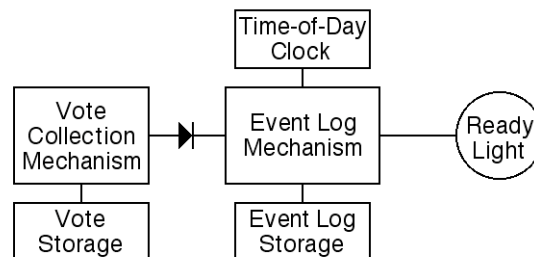 Time-of-Day
Clock
Vote
Collection
Mechanism
Event Log
Mechanism
Ready
Light
Vote
Storage
Event Log
Storage